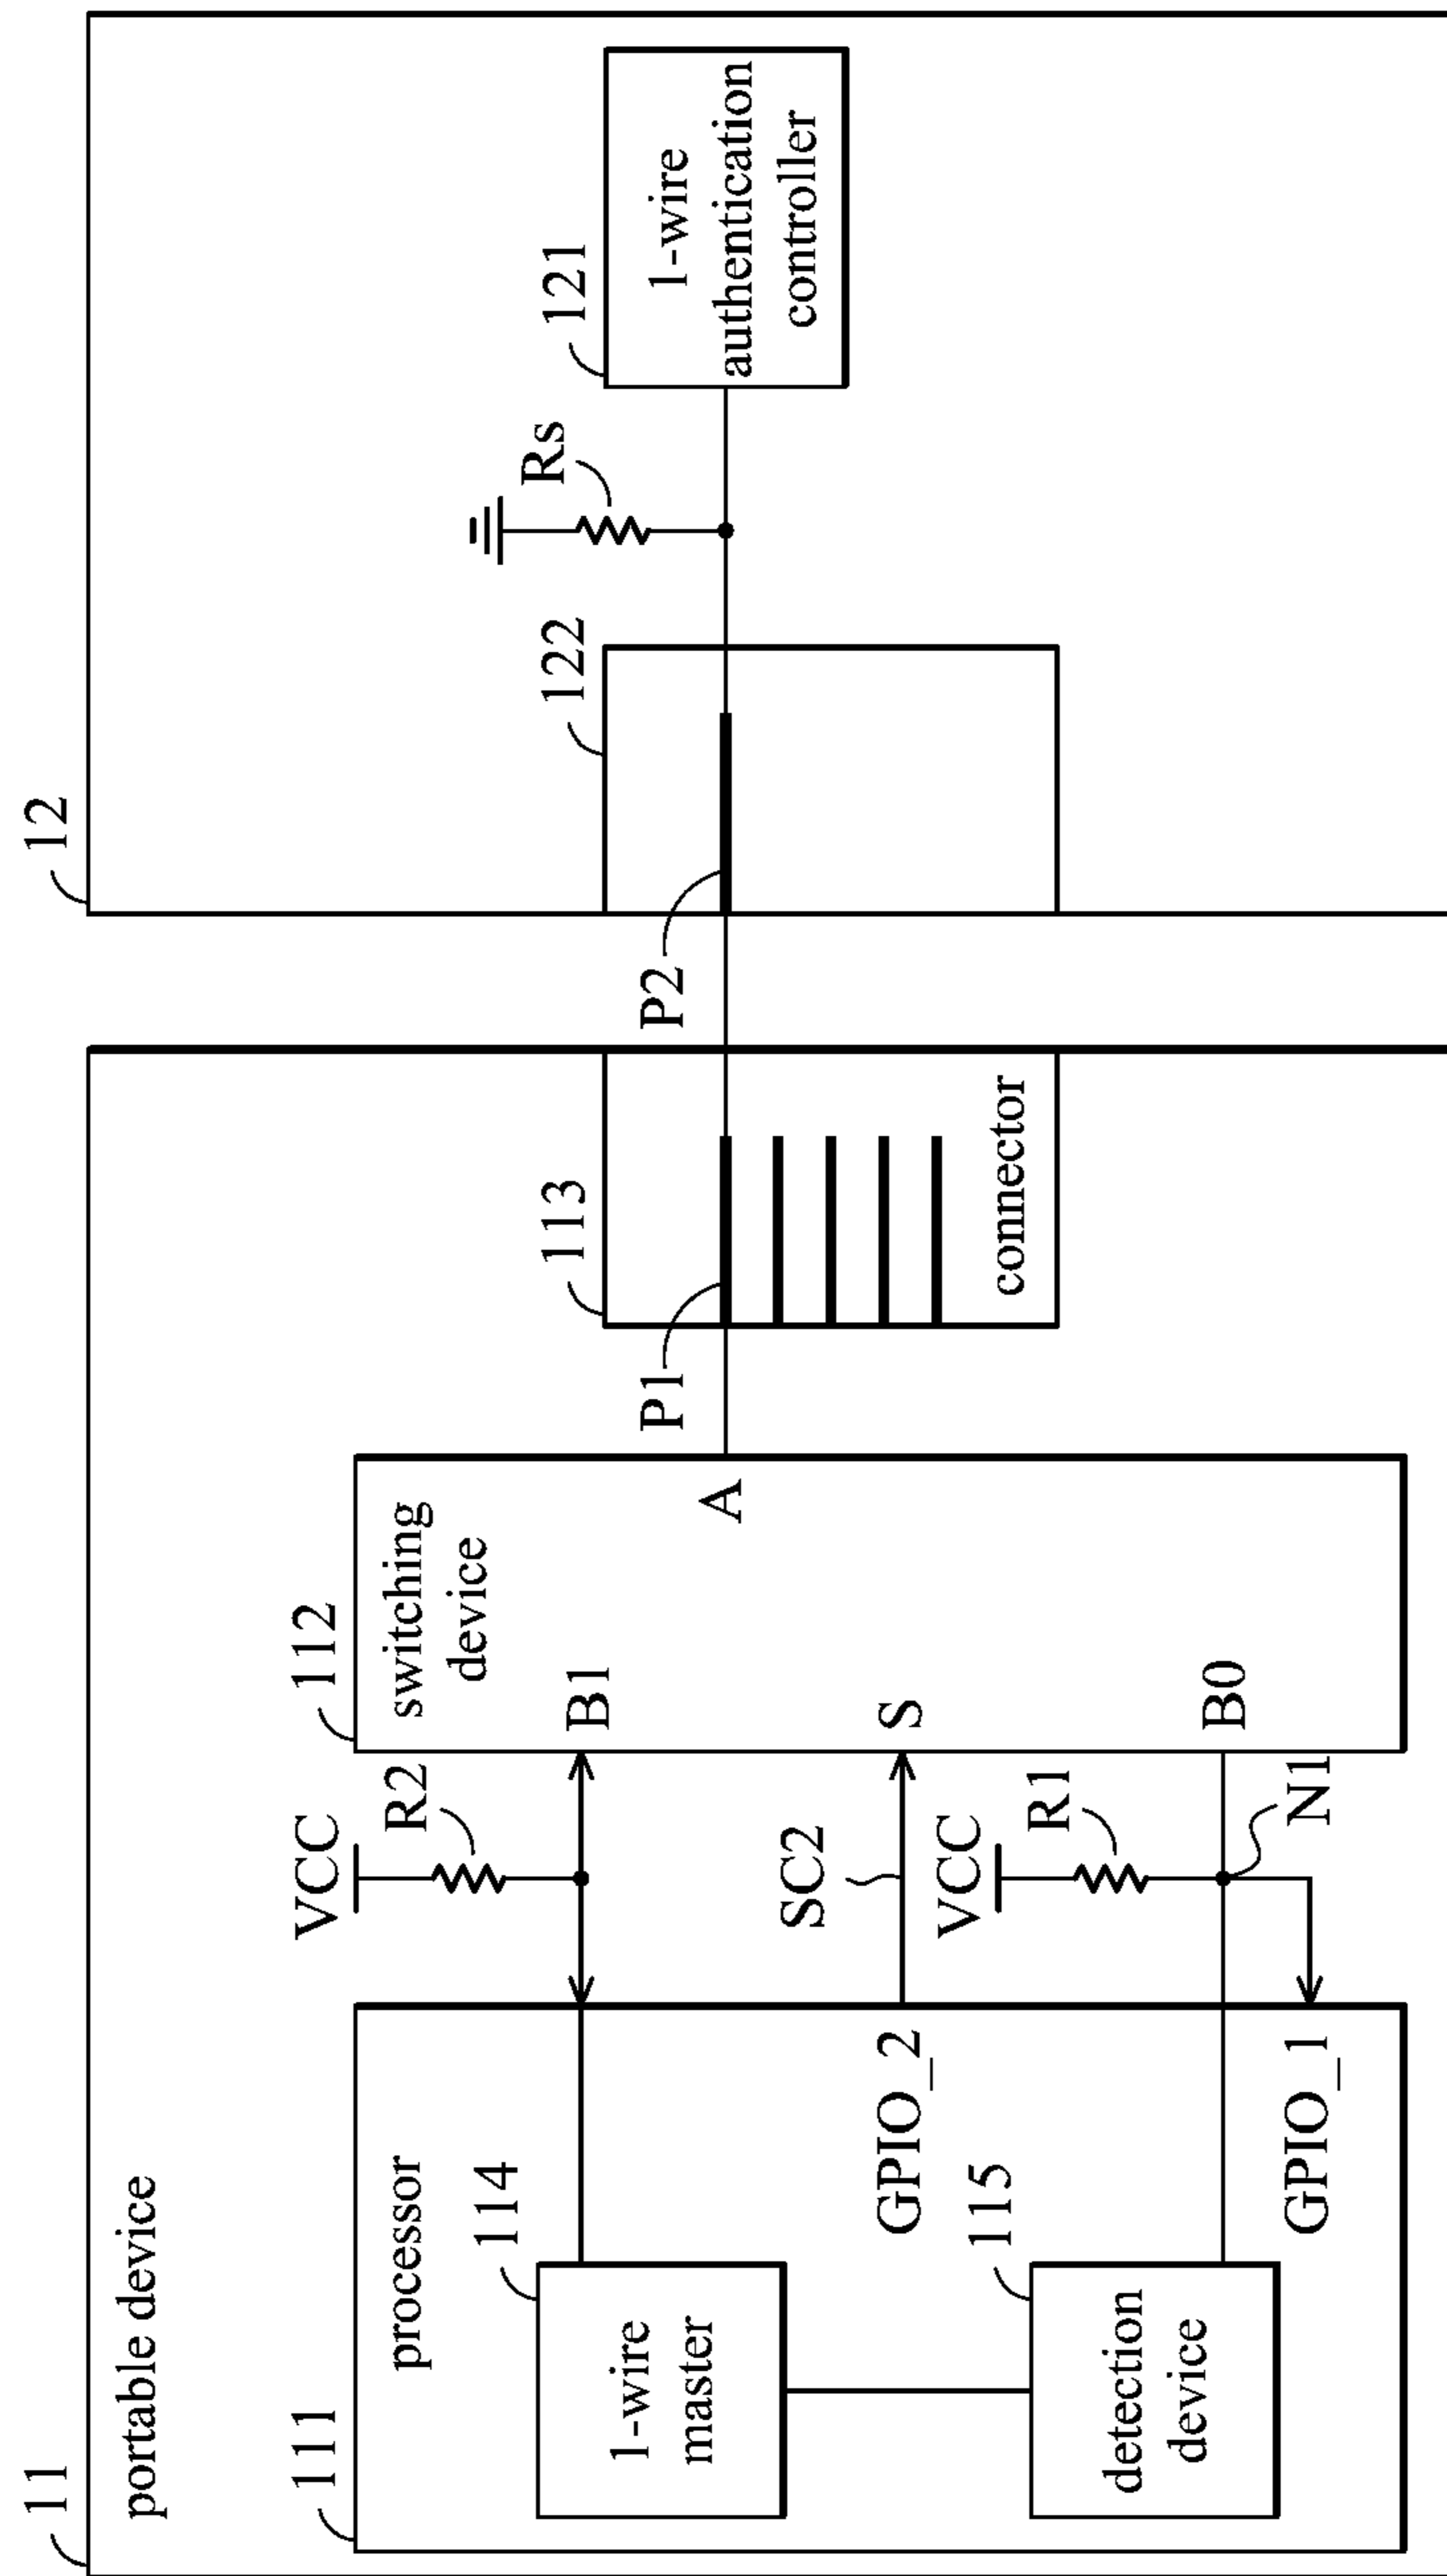 11
portable device
111
processor
114
1-wire
master
GPIO_2
115
detection
device
GPIO_1
VCC
R2
SC2
VCC
R1
N1
112
switching
device
B1
S
B0
A
P1
113
connector
P2
12
122
Rs
121
1-wire
authentication
controller